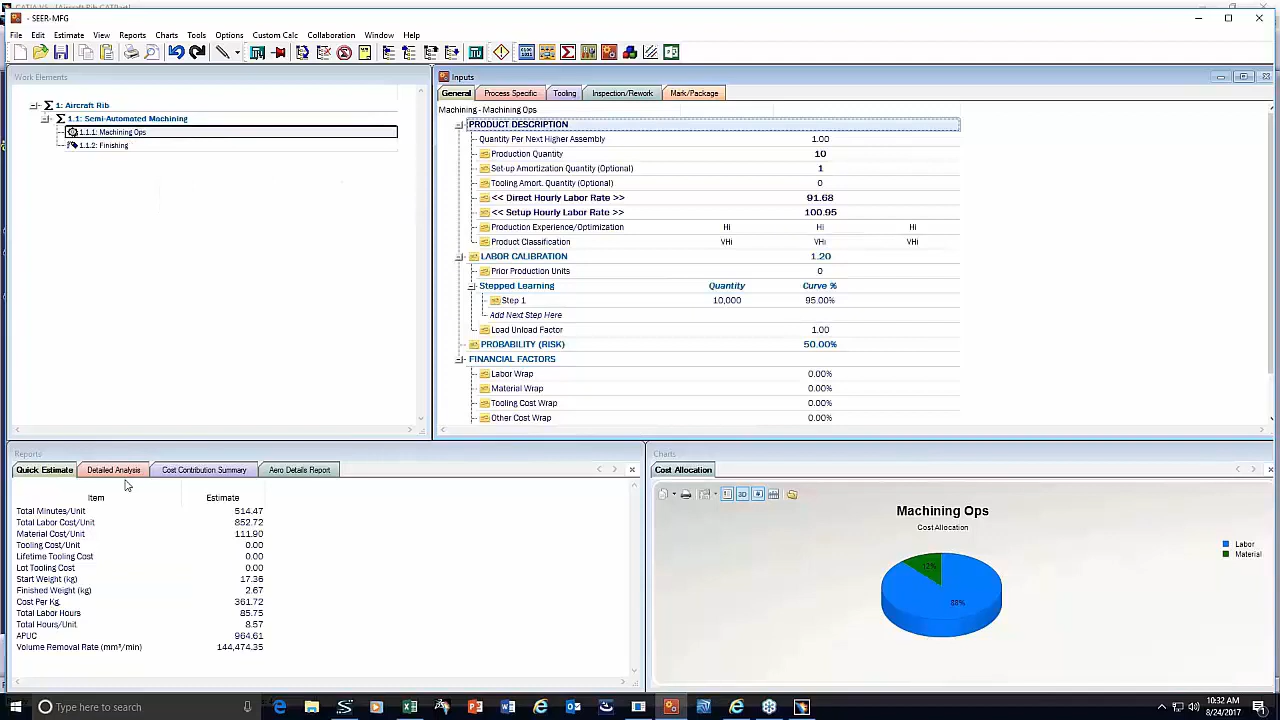 - SEER-MFG
File Edit Estimate View Reports Charts Tools Options Custom Calc Collaboration Window Help
Work Elements
1: Aircraft Rib
1.1: Semi-Automated Machining
1.1.1: Machining Ops
1.1.2: Finishing
Inputs
General Process Specific Tooling Inspection/Rework Mark/Package
Machining - Machining Ops
PRODUCT DESCRIPTION
Quantity Per Next Higher Assembly 1.00
Production Quantity 10
Set-up Amortization Quantity (Optional) 1
Tooling Amort. Quantity (Optional) 0
<< Direct Hourly Labor Rate >> 91.68
<< Setup Hourly Labor Rate >> 100.95
Production Experience/Optimization Hi Hi Hi
Product Classification VHi VHi VHi
LABOR CALIBRATION 1.20
Prior Production Units 0
Stepped Learning Quantity Curve %
Step 1 10,000 95.00%
Add Next Step Here
Load Unload Factor 1.00
PROBABILITY (RISK) 50.00%
FINANCIAL FACTORS
Labor Wrap 0.00%
Material Wrap 0.00%
Tooling Cost Wrap 0.00%
Other Cost Wrap 0.00%
Reports
Quick Estimate Detailed Analysis Cost Contribution Summary Aero Details Report
Item Estimate
Total Minutes/Unit 514.47
Total Labor Cost/Unit 852.72
Material Cost/Unit 111.90
Tooling Cost/Unit 0.00
Lifetime Tooling Cost 0.00
Lot Tooling Cost 0.00
Start Weight (kg) 17.36
Finished Weight (kg) 2.67
Cost Per Kg. 361.72
Total Labor Hours 85.75
Total Hours/Unit 8.57
APUC 964.61
Volume Removal Rate (mm³/min) 144,474.35
Charts
Cost Allocation
Machining Ops
Cost Allocation
Labor
Material
12%
88%
Type here to search
10:32 AM
8/24/2017